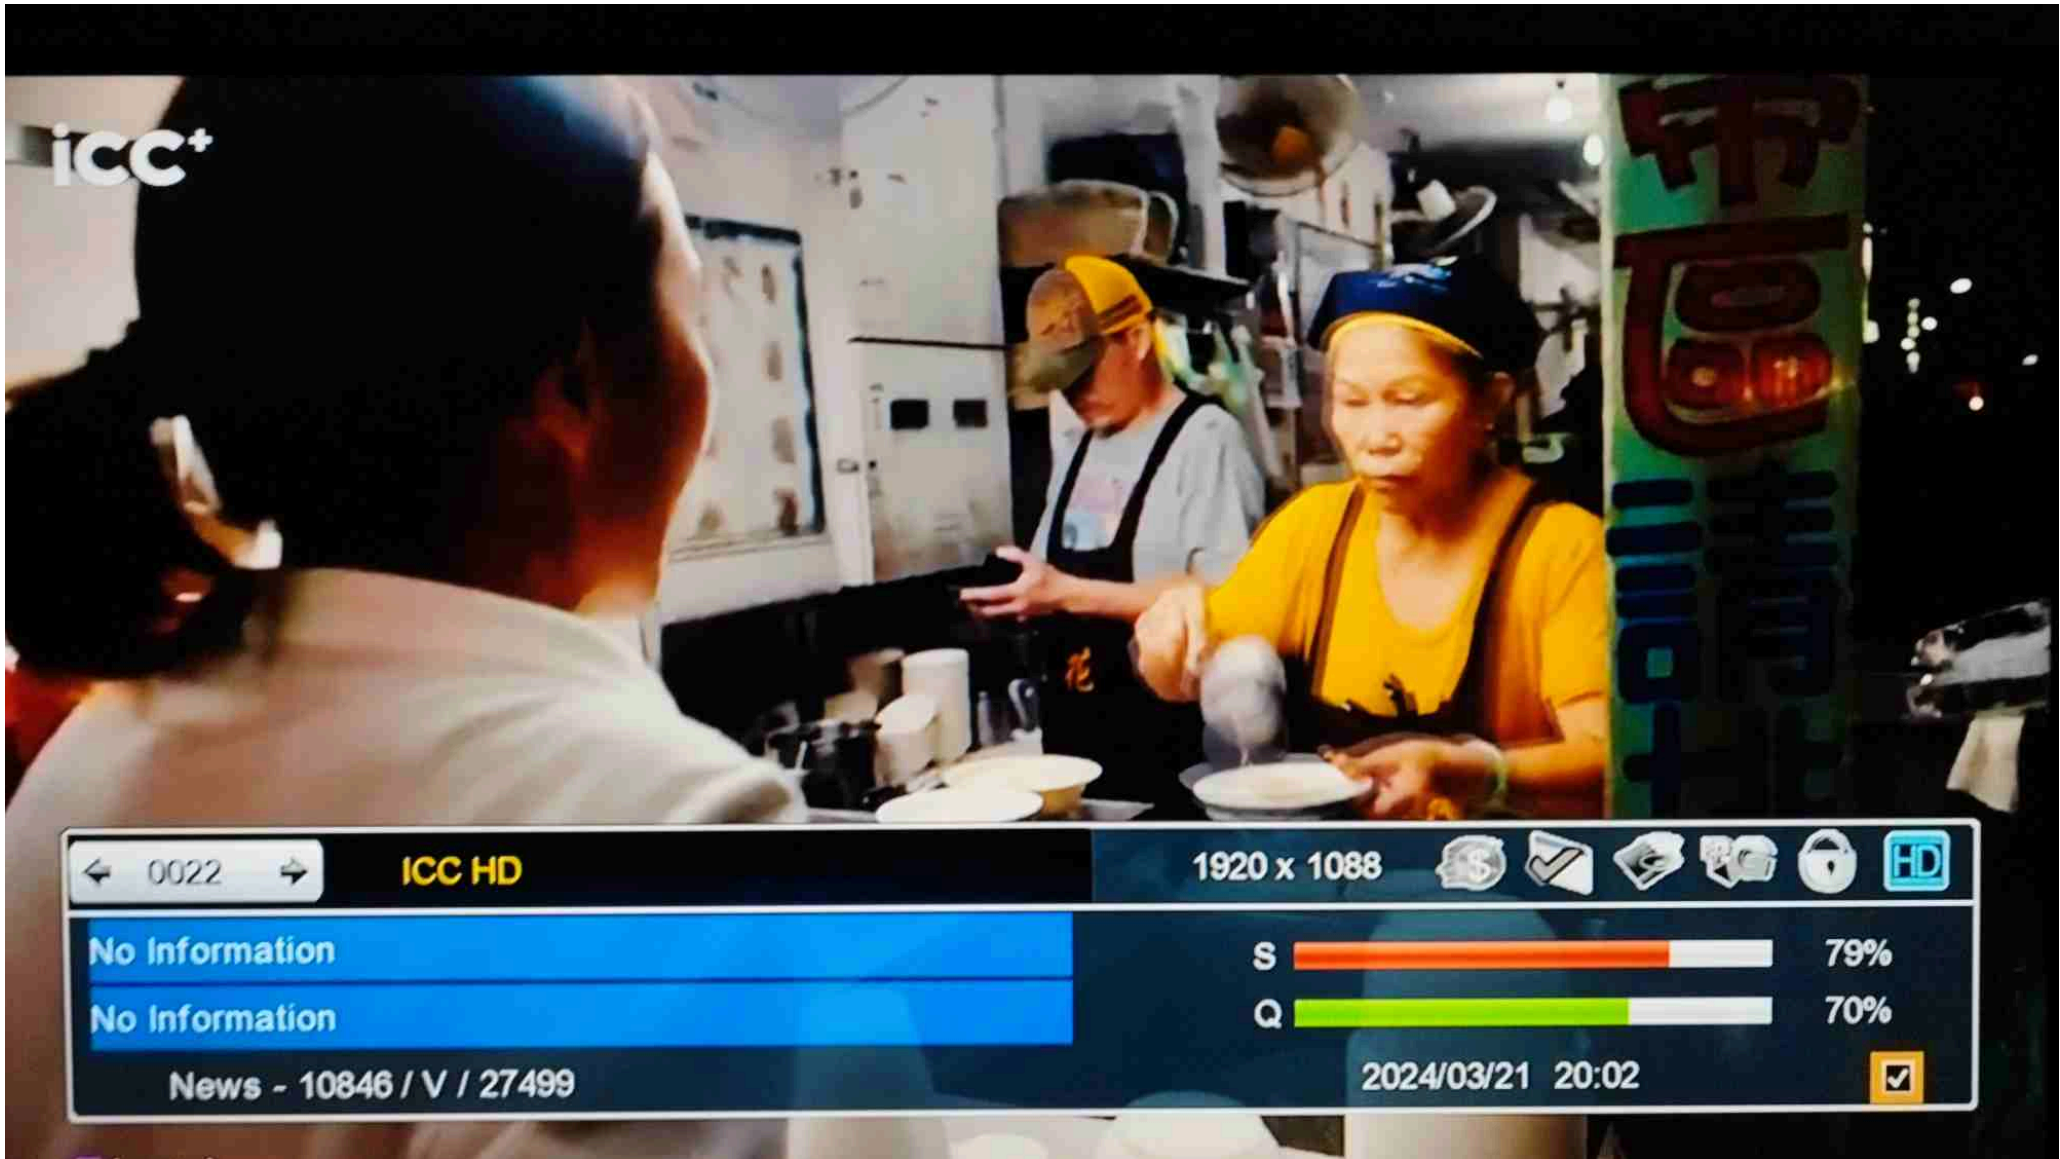 iCC+
花
0022
ICC HD
1920 x 1088
HD
No Information
S 79%
No Information
Q 70%
News - 10846 / V / 27499
2024/03/21 20:02